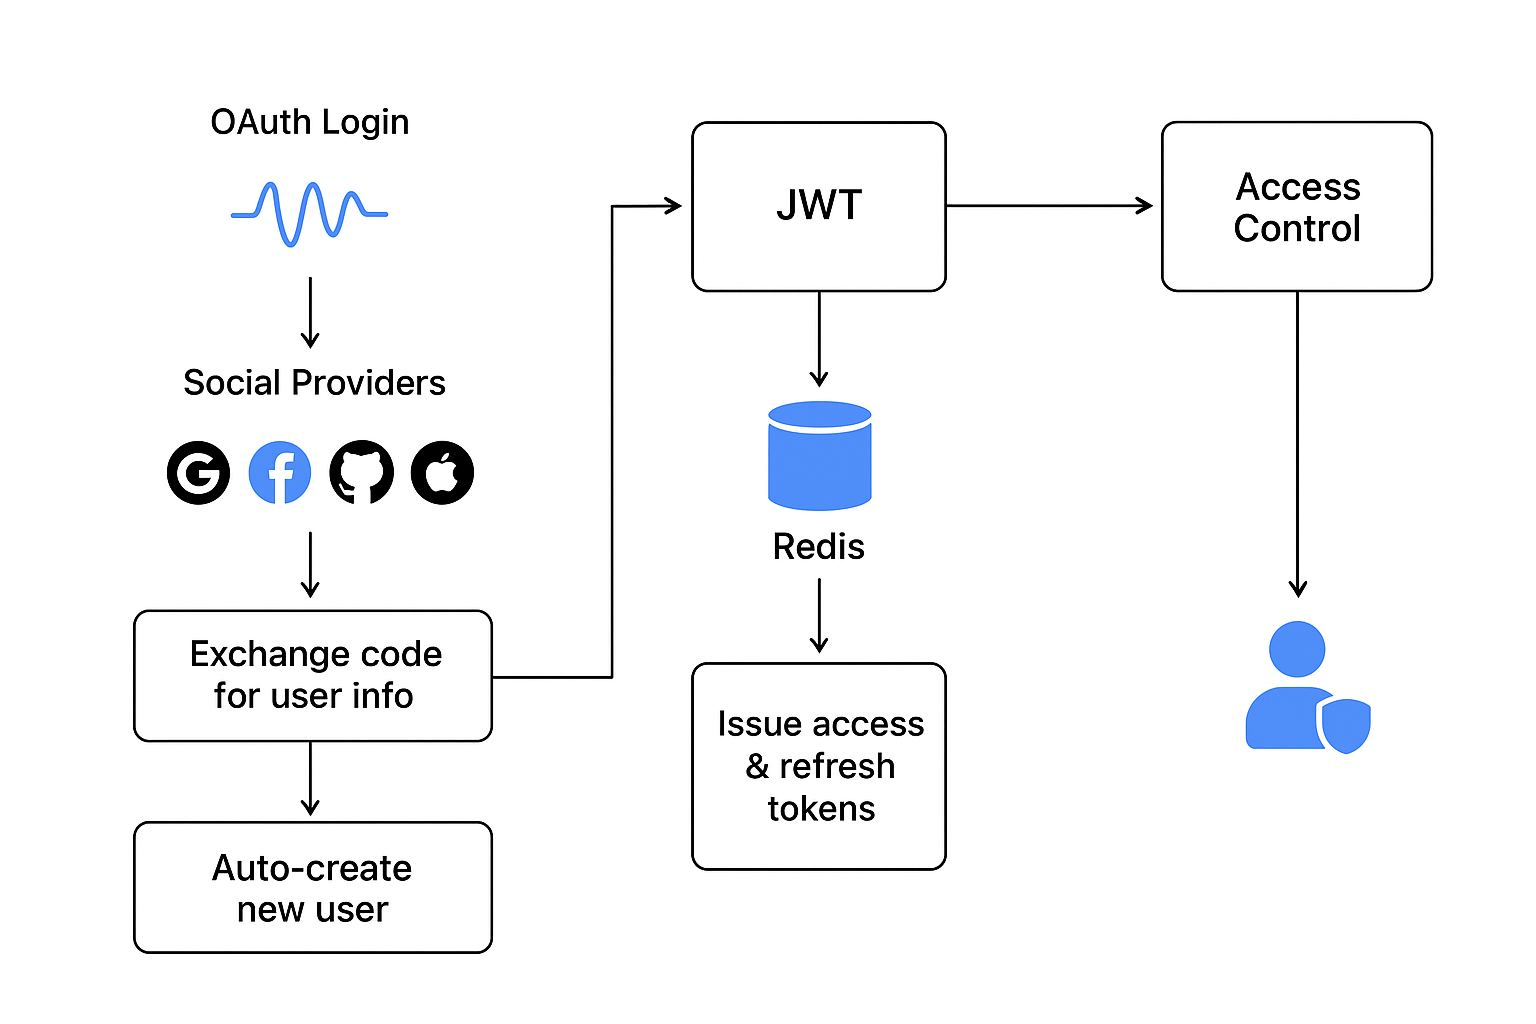 OAuth Login
Social Providers
Exchange code
for user info
Auto-create
new user
JWT
Redis
Issue access
& refresh
tokens
Access
Control